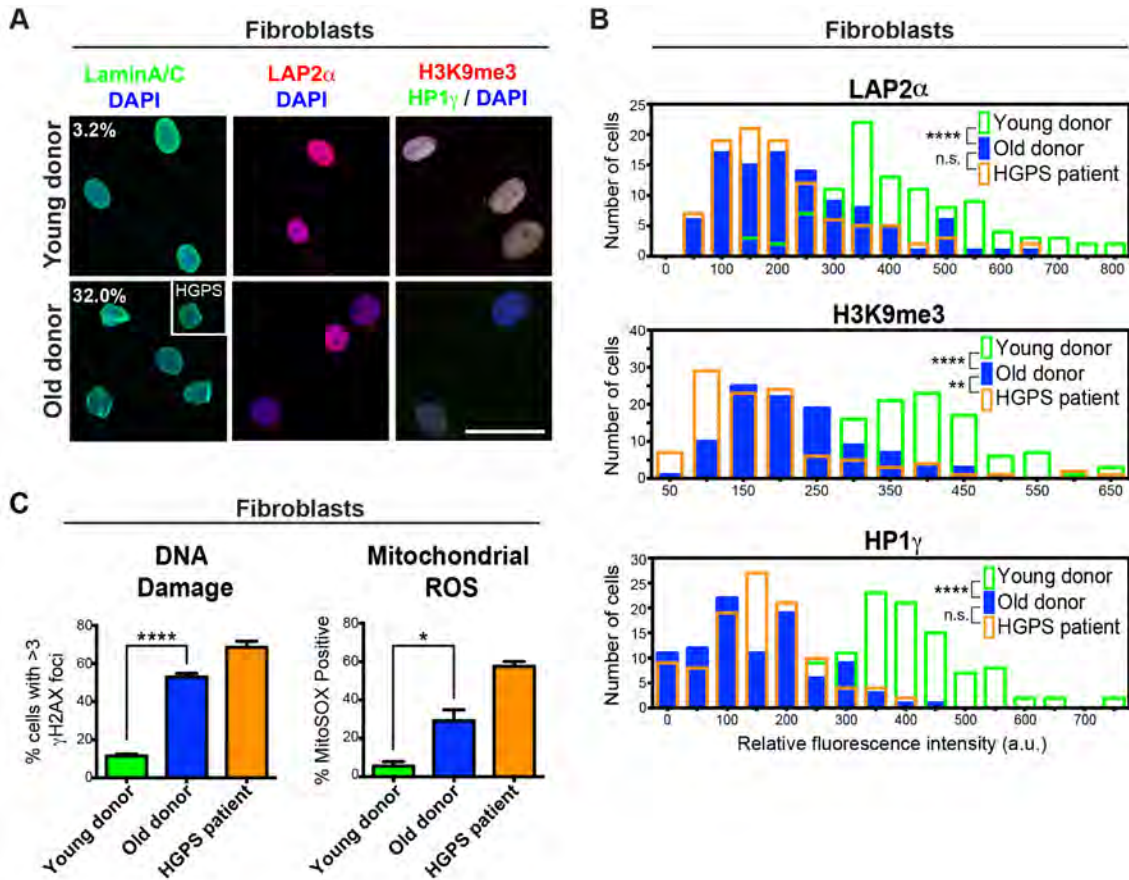 A
Fibroblasts
LaminA/C
DAPI
LAP2α
DAPI
H3K9me3
HP1γ / DAPI
Young donor
3.2%
Old donor
32.0%
HGPS
B
Fibroblasts
LAP2α
Number of cells
25
20
15
10
5
0
0 100 200 300 400 500 600 700 800
**** n.s.
Young donor
Old donor
HGPS patient
H3K9me3
Number of cells
40
30
20
10
0
50 150 250 350 450 550 650
**** **
Young donor
Old donor
HGPS patient
HP1γ
Number of cells
30
25
20
15
10
5
0
0 100 200 300 400 500 600 700
**** n.s.
Young donor
Old donor
HGPS patient
Relative fluorescence intensity (a.u.)
C
Fibroblasts
DNA
Damage
% cells with >3
γH2AX foci
80
60
40
20
0
****
Young donor
Old donor
HGPS patient
Mitochondrial
ROS
% MitoSOX Positive
80
60
40
20
0
*
Young donor
Old donor
HGPS patient